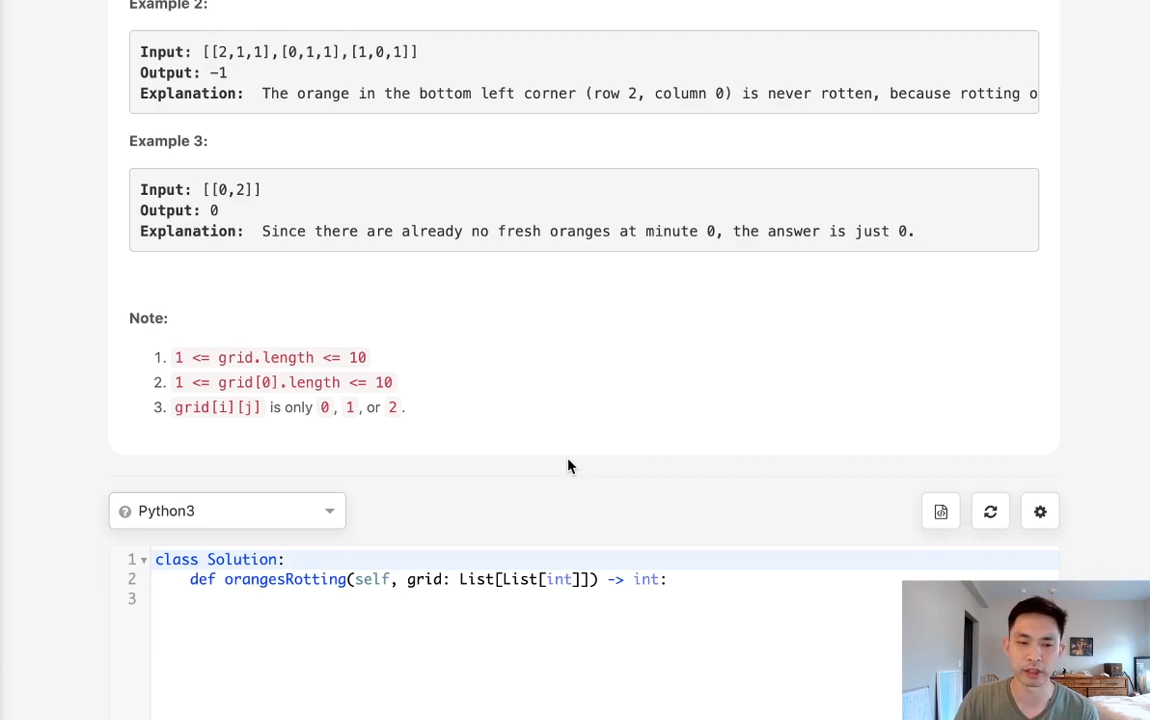 Example 2:
Input: [[2,1,1],[0,1,1],[1,0,1]]
Output: -1
Explanation: The orange in the bottom left corner (row 2, column 0) is never rotten, because rotting o
Example 3:
Input: [[0,2]]
Output: 0
Explanation: Since there are already no fresh oranges at minute 0, the answer is just 0.
Note:
1. 1 <= grid.length <= 10
2. 1 <= grid[0].length <= 10
3. grid[i][j] is only 0, 1, or 2.
Python3
1 class Solution:
2 def orangesRotting(self, grid: List[List[int]]) -> int:
3